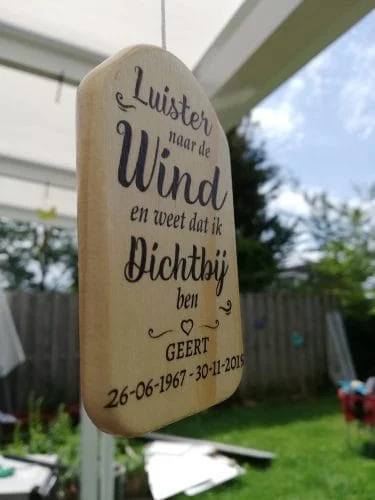 Luister
naar de
Wind
en weet dat ik
Dichtbij
ben
GEERT
26-06-1967 - 30-11-2019